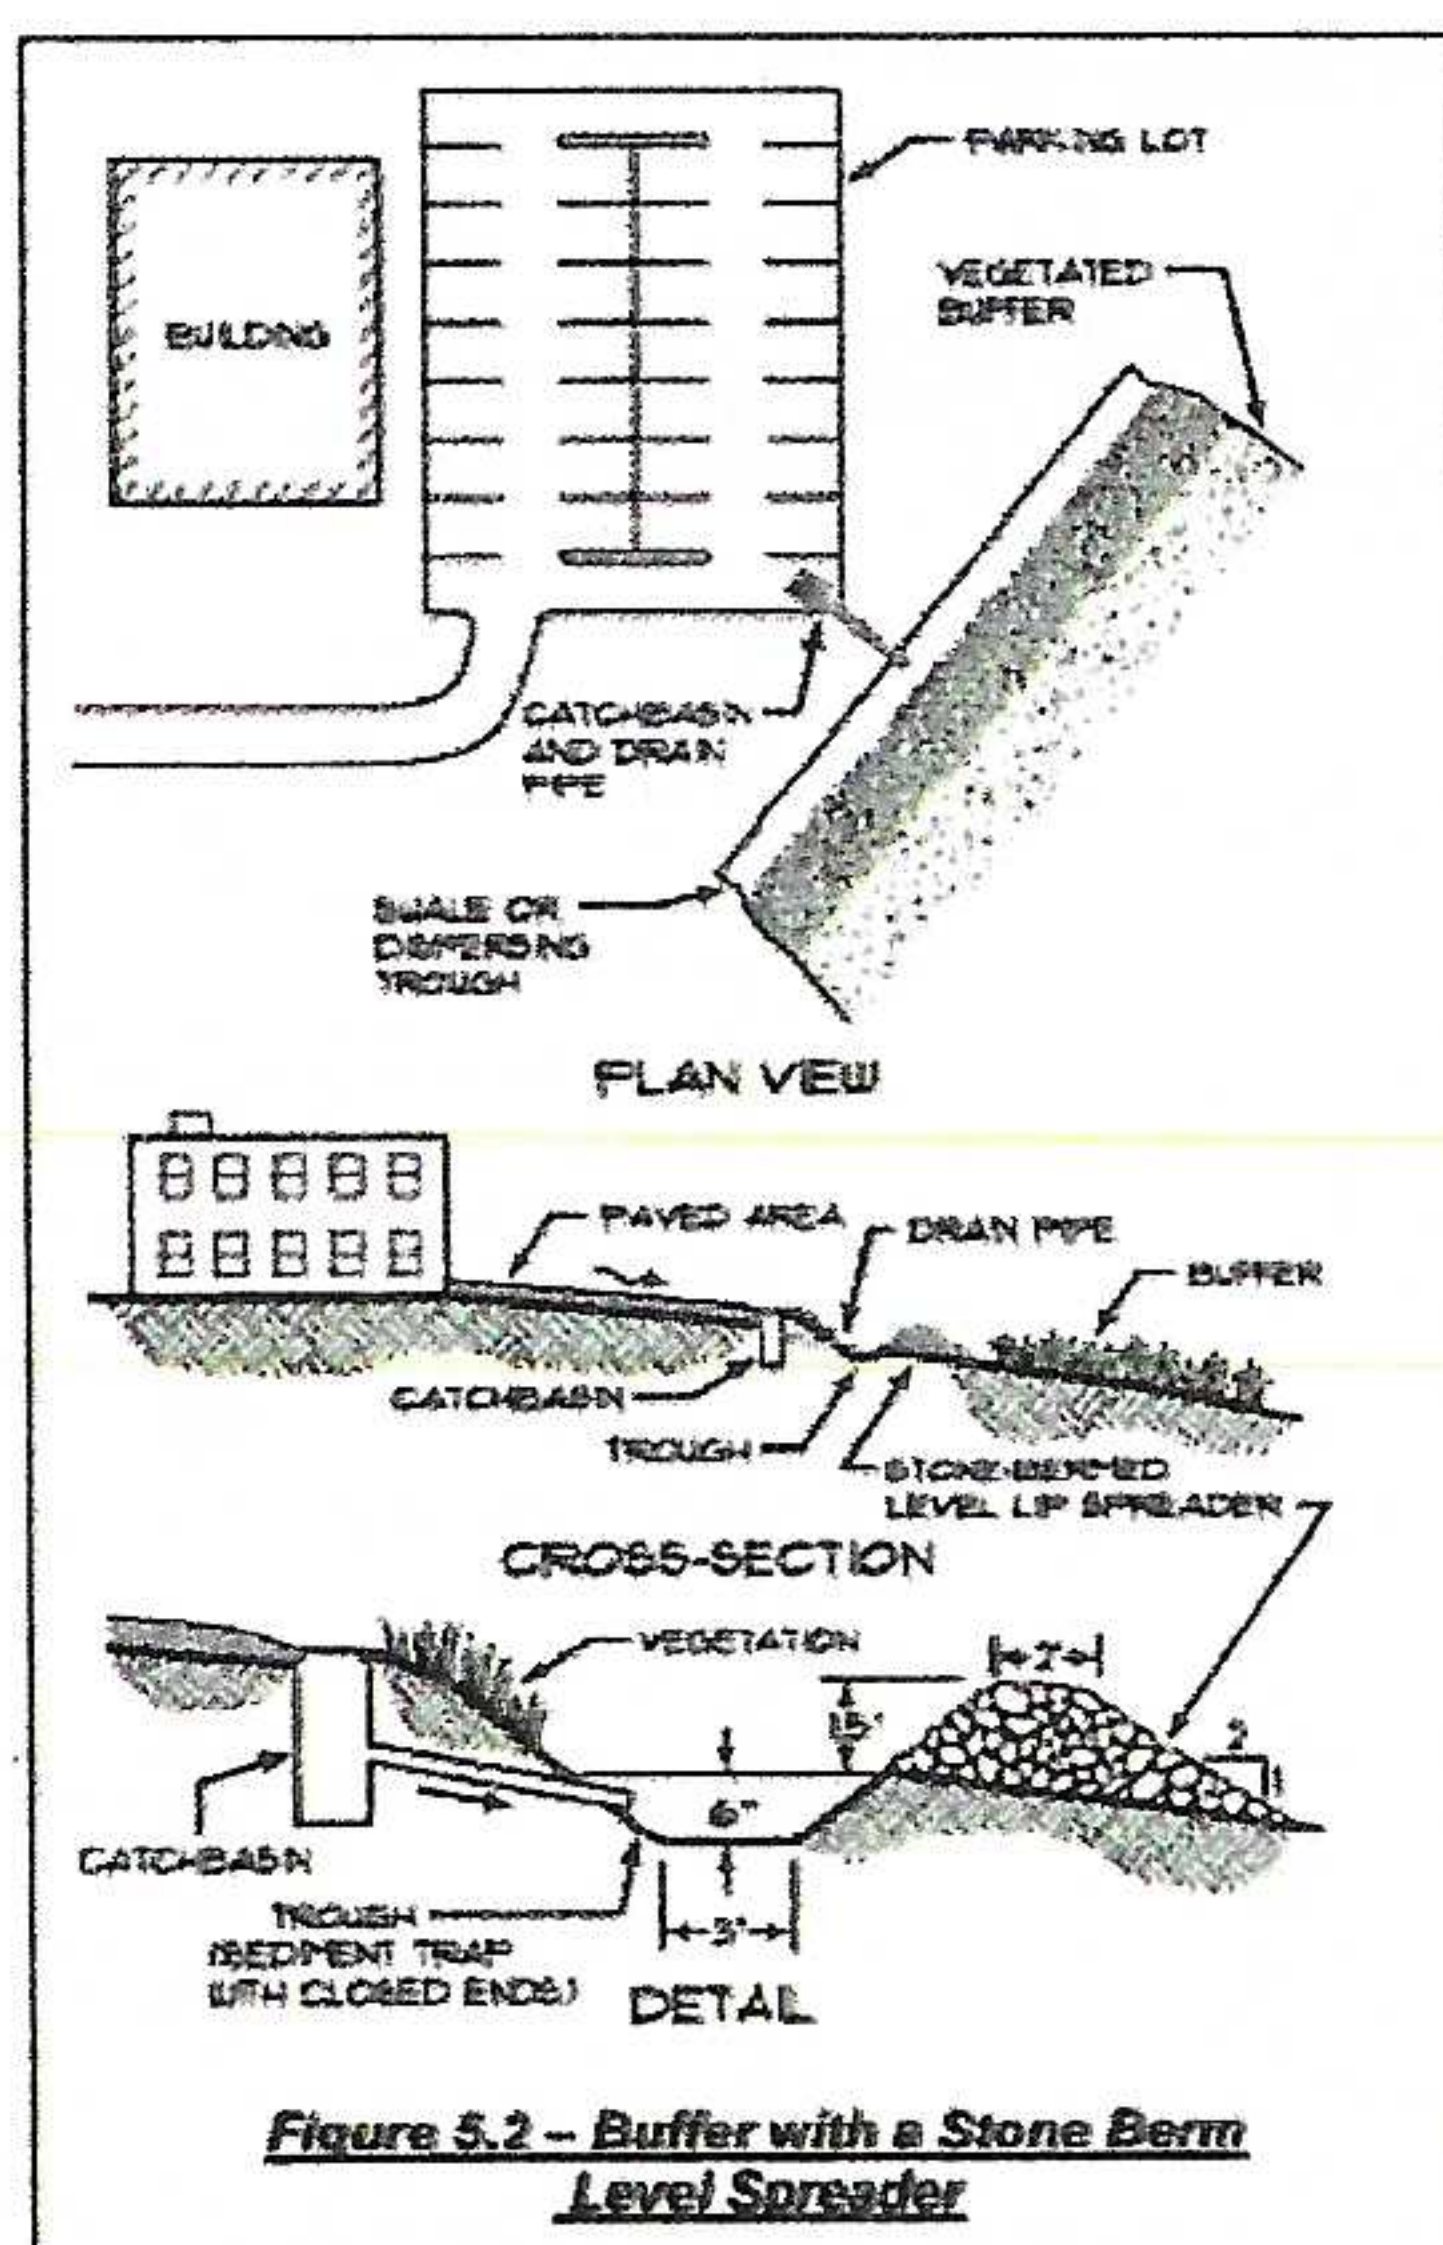 PARKING LOT
VEGETATED
BUFFER
BUILDING
CATCHBASIN
AND DRAIN
PIPE
SWALE OR
DISPERSING
TROUGH
PLAN VIEW
PAVED AREA
DRAIN PIPE
BUFFER
CATCHBASIN
TROUGH
STONE-BERMED
LEVEL LIP SPREADER
CROSS-SECTION
VEGETATION
2'
1.5'
2
1
6"
CATCHBASIN
3'
TROUGH
(SEDIMENT TRAP
WITH CLOSED ENDS)
DETAIL
Figure 5.2 – Buffer with a Stone Berm
Level Spreader